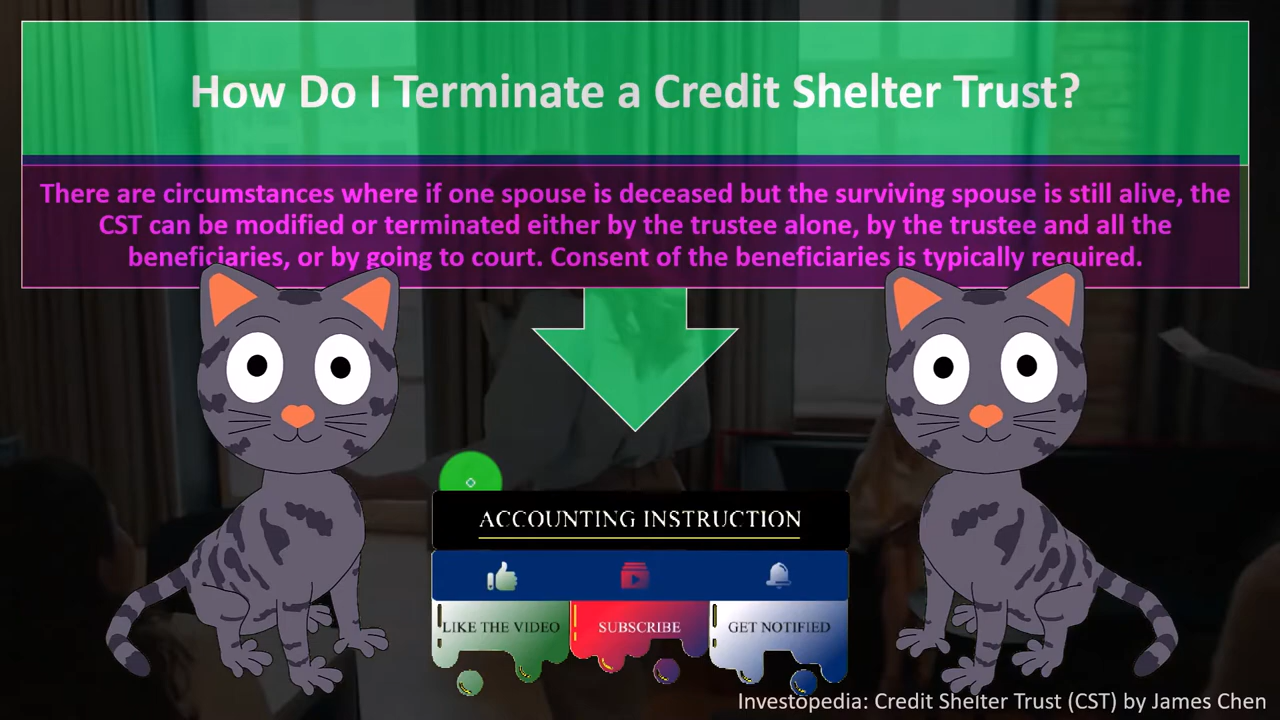 How Do I Terminate a Credit Shelter Trust?
There are circumstances where if one spouse is deceased but the surviving spouse is still alive, the
CST can be modified or terminated either by the trustee alone, by the trustee and all the
beneficiaries, or by going to court. Consent of the beneficiaries is typically required.
ACCOUNTING INSTRUCTION
LIKE THE VIDEO
SUBSCRIBE
GET NOTIFIED
Investopedia: Credit Shelter Trust (CST) by James Chen